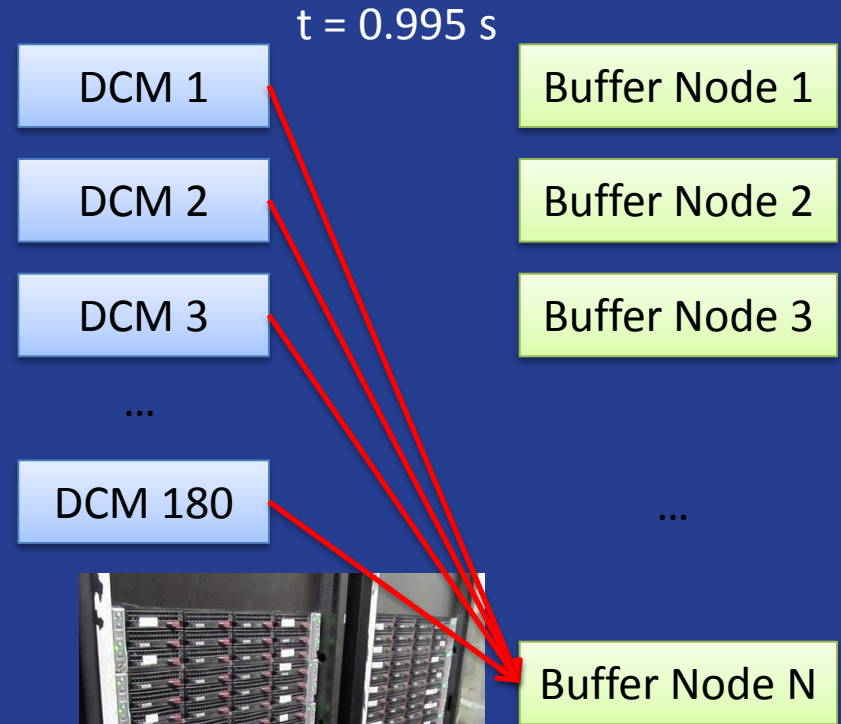 t = 0.995 s
DCM 1
Buffer Node 1
DCM 2
Buffer Node 2
DCM 3
Buffer Node 3
...
DCM 180
...
Buffer Node N